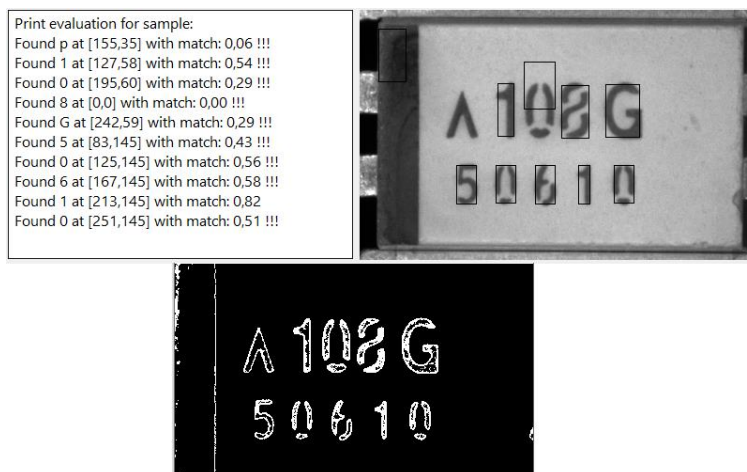 Print evaluation for sample:
Found p at [155,35] with match: 0,06 !!!
Found 1 at [127,58] with match: 0,54 !!!
Found 0 at [195,60] with match: 0,29 !!!
Found 8 at [0,0] with match: 0,00 !!!
Found G at [242,59] with match: 0,29 !!!
Found 5 at [83,145] with match: 0,43 !!!
Found 0 at [125,145] with match: 0,56 !!!
Found 6 at [167,145] with match: 0,58 !!!
Found 1 at [213,145] with match: 0,82
Found 0 at [251,145] with match: 0,51 !!!
Λ 108G
50610
Λ 108G
50610